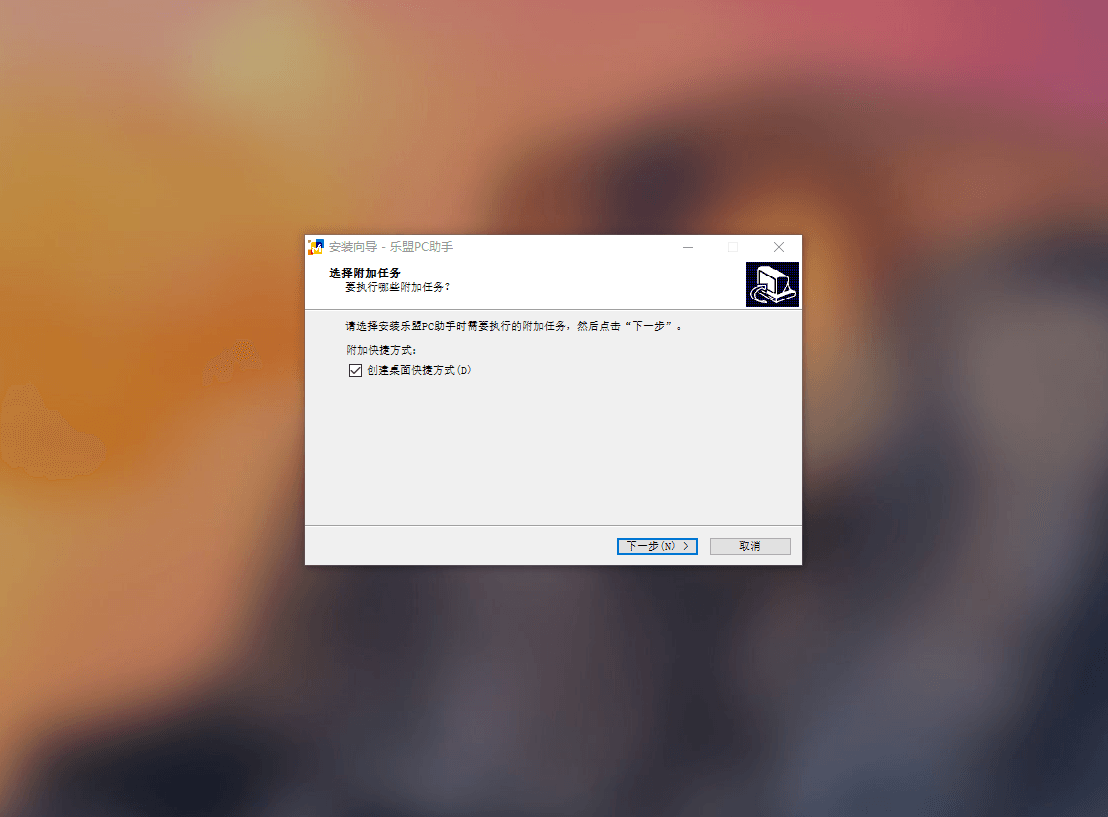 安装向导 - 乐盟PC助手
选择附加任务
要执行哪些附加任务?
请选择安装乐盟PC助手时需要执行的附加任务，然后点击“下一步”。
附加快捷方式:
创建桌面快捷方式(D)
下一步(N) >
取消